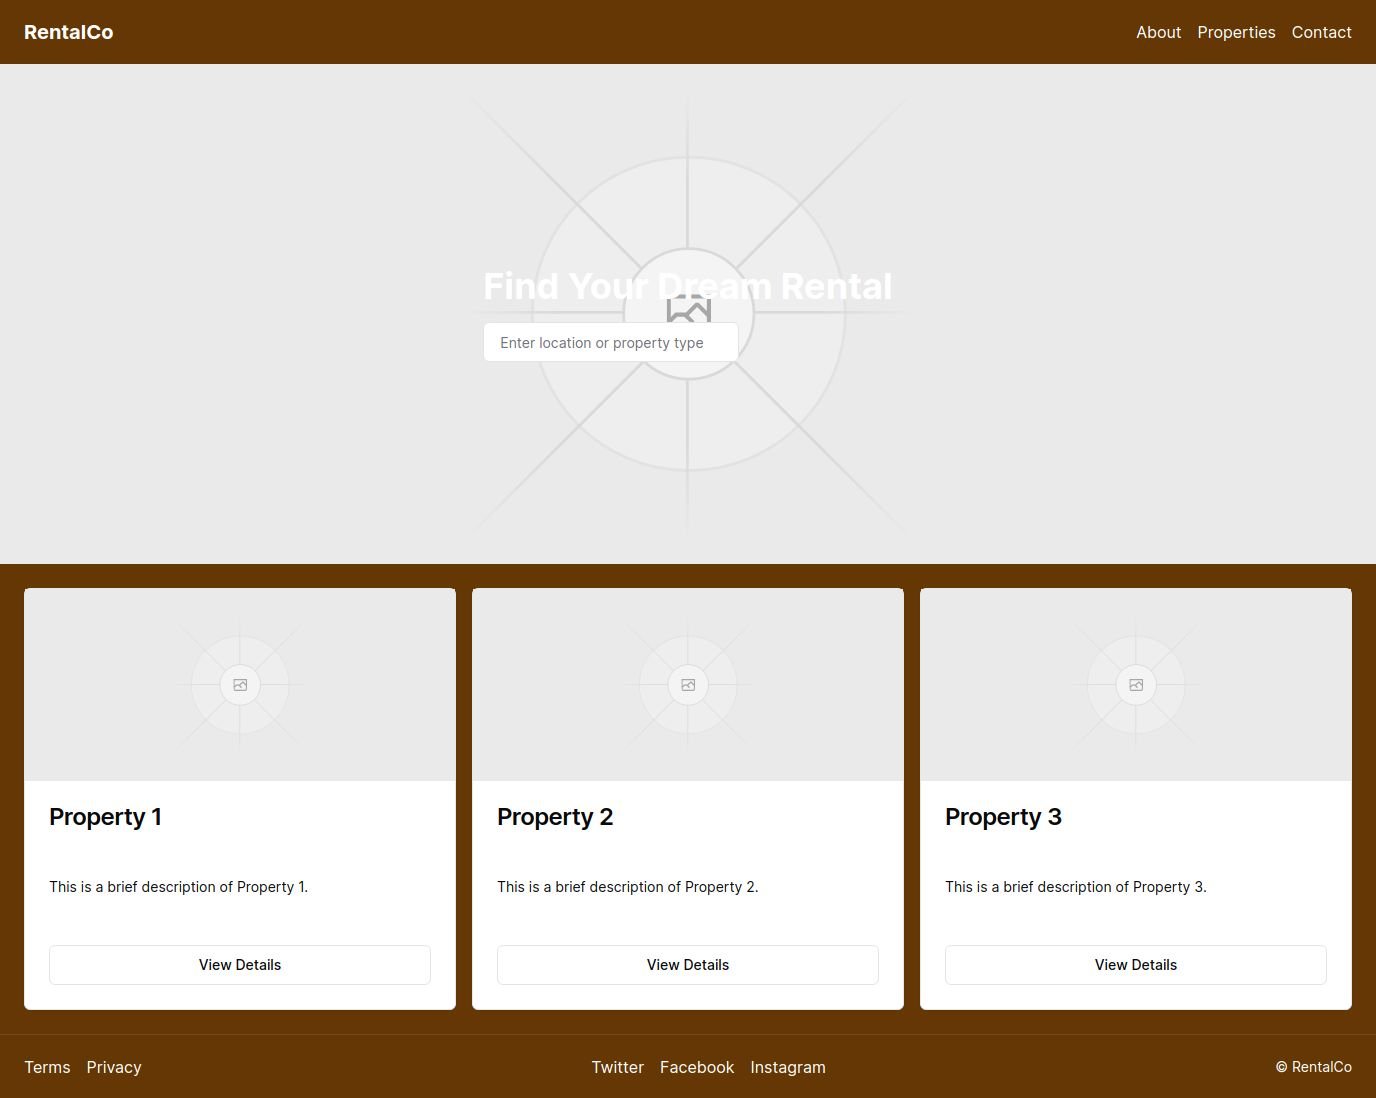 RentalCo
About Properties Contact
Find Your Dream Rental
Enter location or property type
Property 1
This is a brief description of Property 1.
View Details
Property 2
This is a brief description of Property 2.
View Details
Property 3
This is a brief description of Property 3.
View Details
Terms Privacy
Twitter Facebook Instagram
© RentalCo